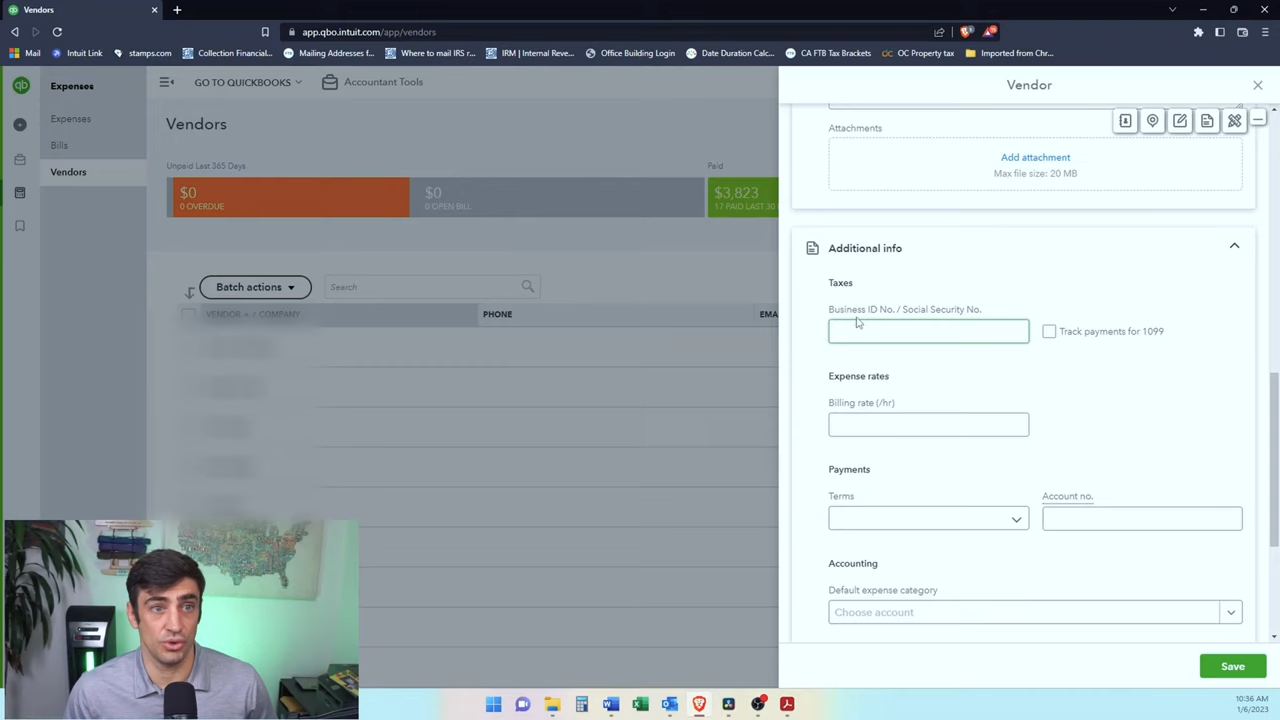 Vendors
app.qbo.intuit.com/app/vendors
Mail
Intuit Link
stamps.com
Collection Financial...
Mailing Addresses f...
Where to mail IRS r...
IRM | Internal Reve...
Office Building Login
Date Duration Calc...
CA FTB Tax Brackets
OC Property tax
Imported from Chr...
qb
Expenses
GO TO QUICKBOOKS
Accountant Tools
Vendor
Expenses
Bills
Vendors
Vendors
Unpaid Last 365 Days
Paid
$0
0 OVERDUE
$0
0 OPEN BILL
$3,823
17 PAID LAST 30
Batch actions
Search
VENDOR / COMPANY
PHONE
EMA
Attachments
Add attachment
Max file size: 20 MB
Additional info
Taxes
Business ID No. / Social Security No.
Track payments for 1099
Expense rates
Billing rate (/hr)
Payments
Terms
Account no.
Accounting
Default expense category
Choose account
Save
10:36 AM
1/6/2023